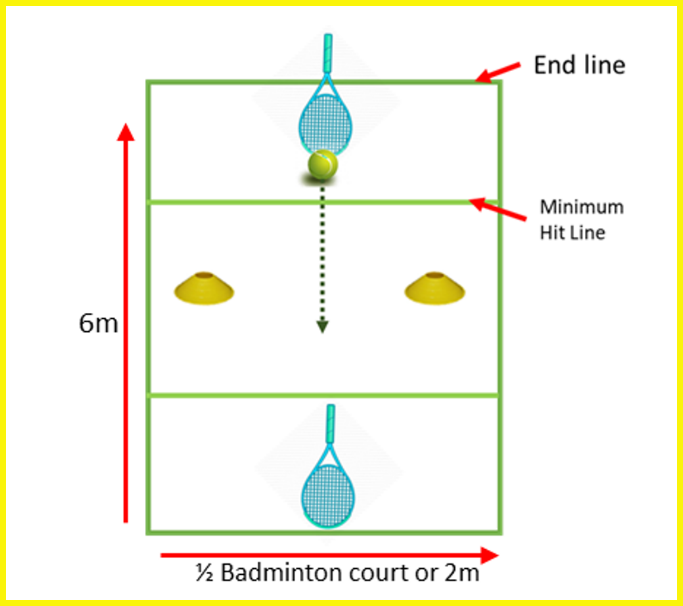 End line
Minimum
Hit Line
6m
½ Badminton court or 2m